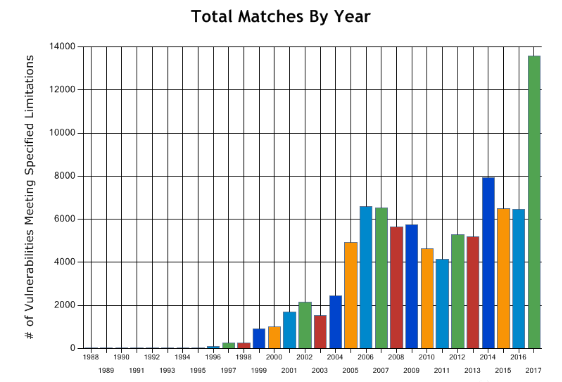 Total Matches By Year
# of Vulnerabilities Meeting Specified Limitations
14000
12000
10000
8000
6000
4000
2000
0
1988 1990 1992 1994 1996 1998 2000 2002 2004 2006 2008 2010 2012 2014 2016
1989 1991 1993 1995 1997 1999 2001 2003 2005 2007 2009 2011 2013 2015 2017